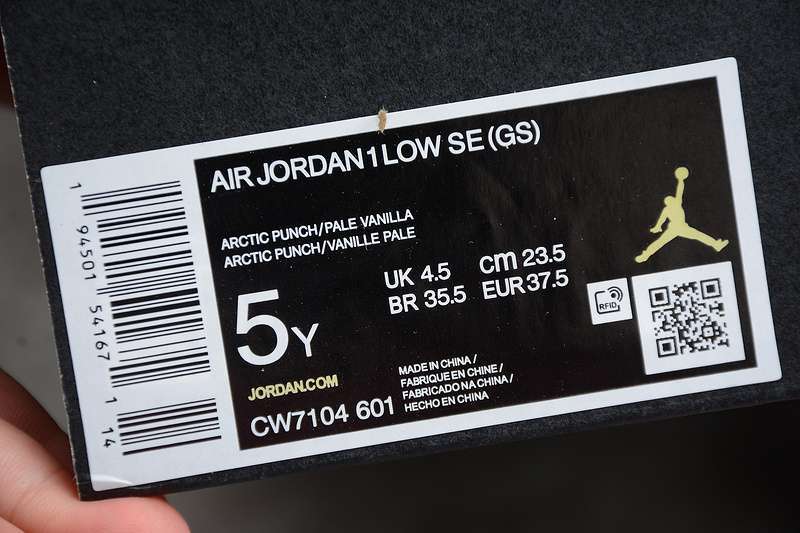 AIR JORDAN 1 LOW SE (GS)
ARCTIC PUNCH/PALE VANILLA
ARCTIC PUNCH/VANILLE PALE
5Y
UK 4.5 cm 23.5
BR 35.5 EUR 37.5
RFID
JORDAN.COM
CW7104 601
MADE IN CHINA /
FABRIQUE EN CHINE /
FABRICADO NA CHINA /
HECHO EN CHINA
1 94501 54167 1 14